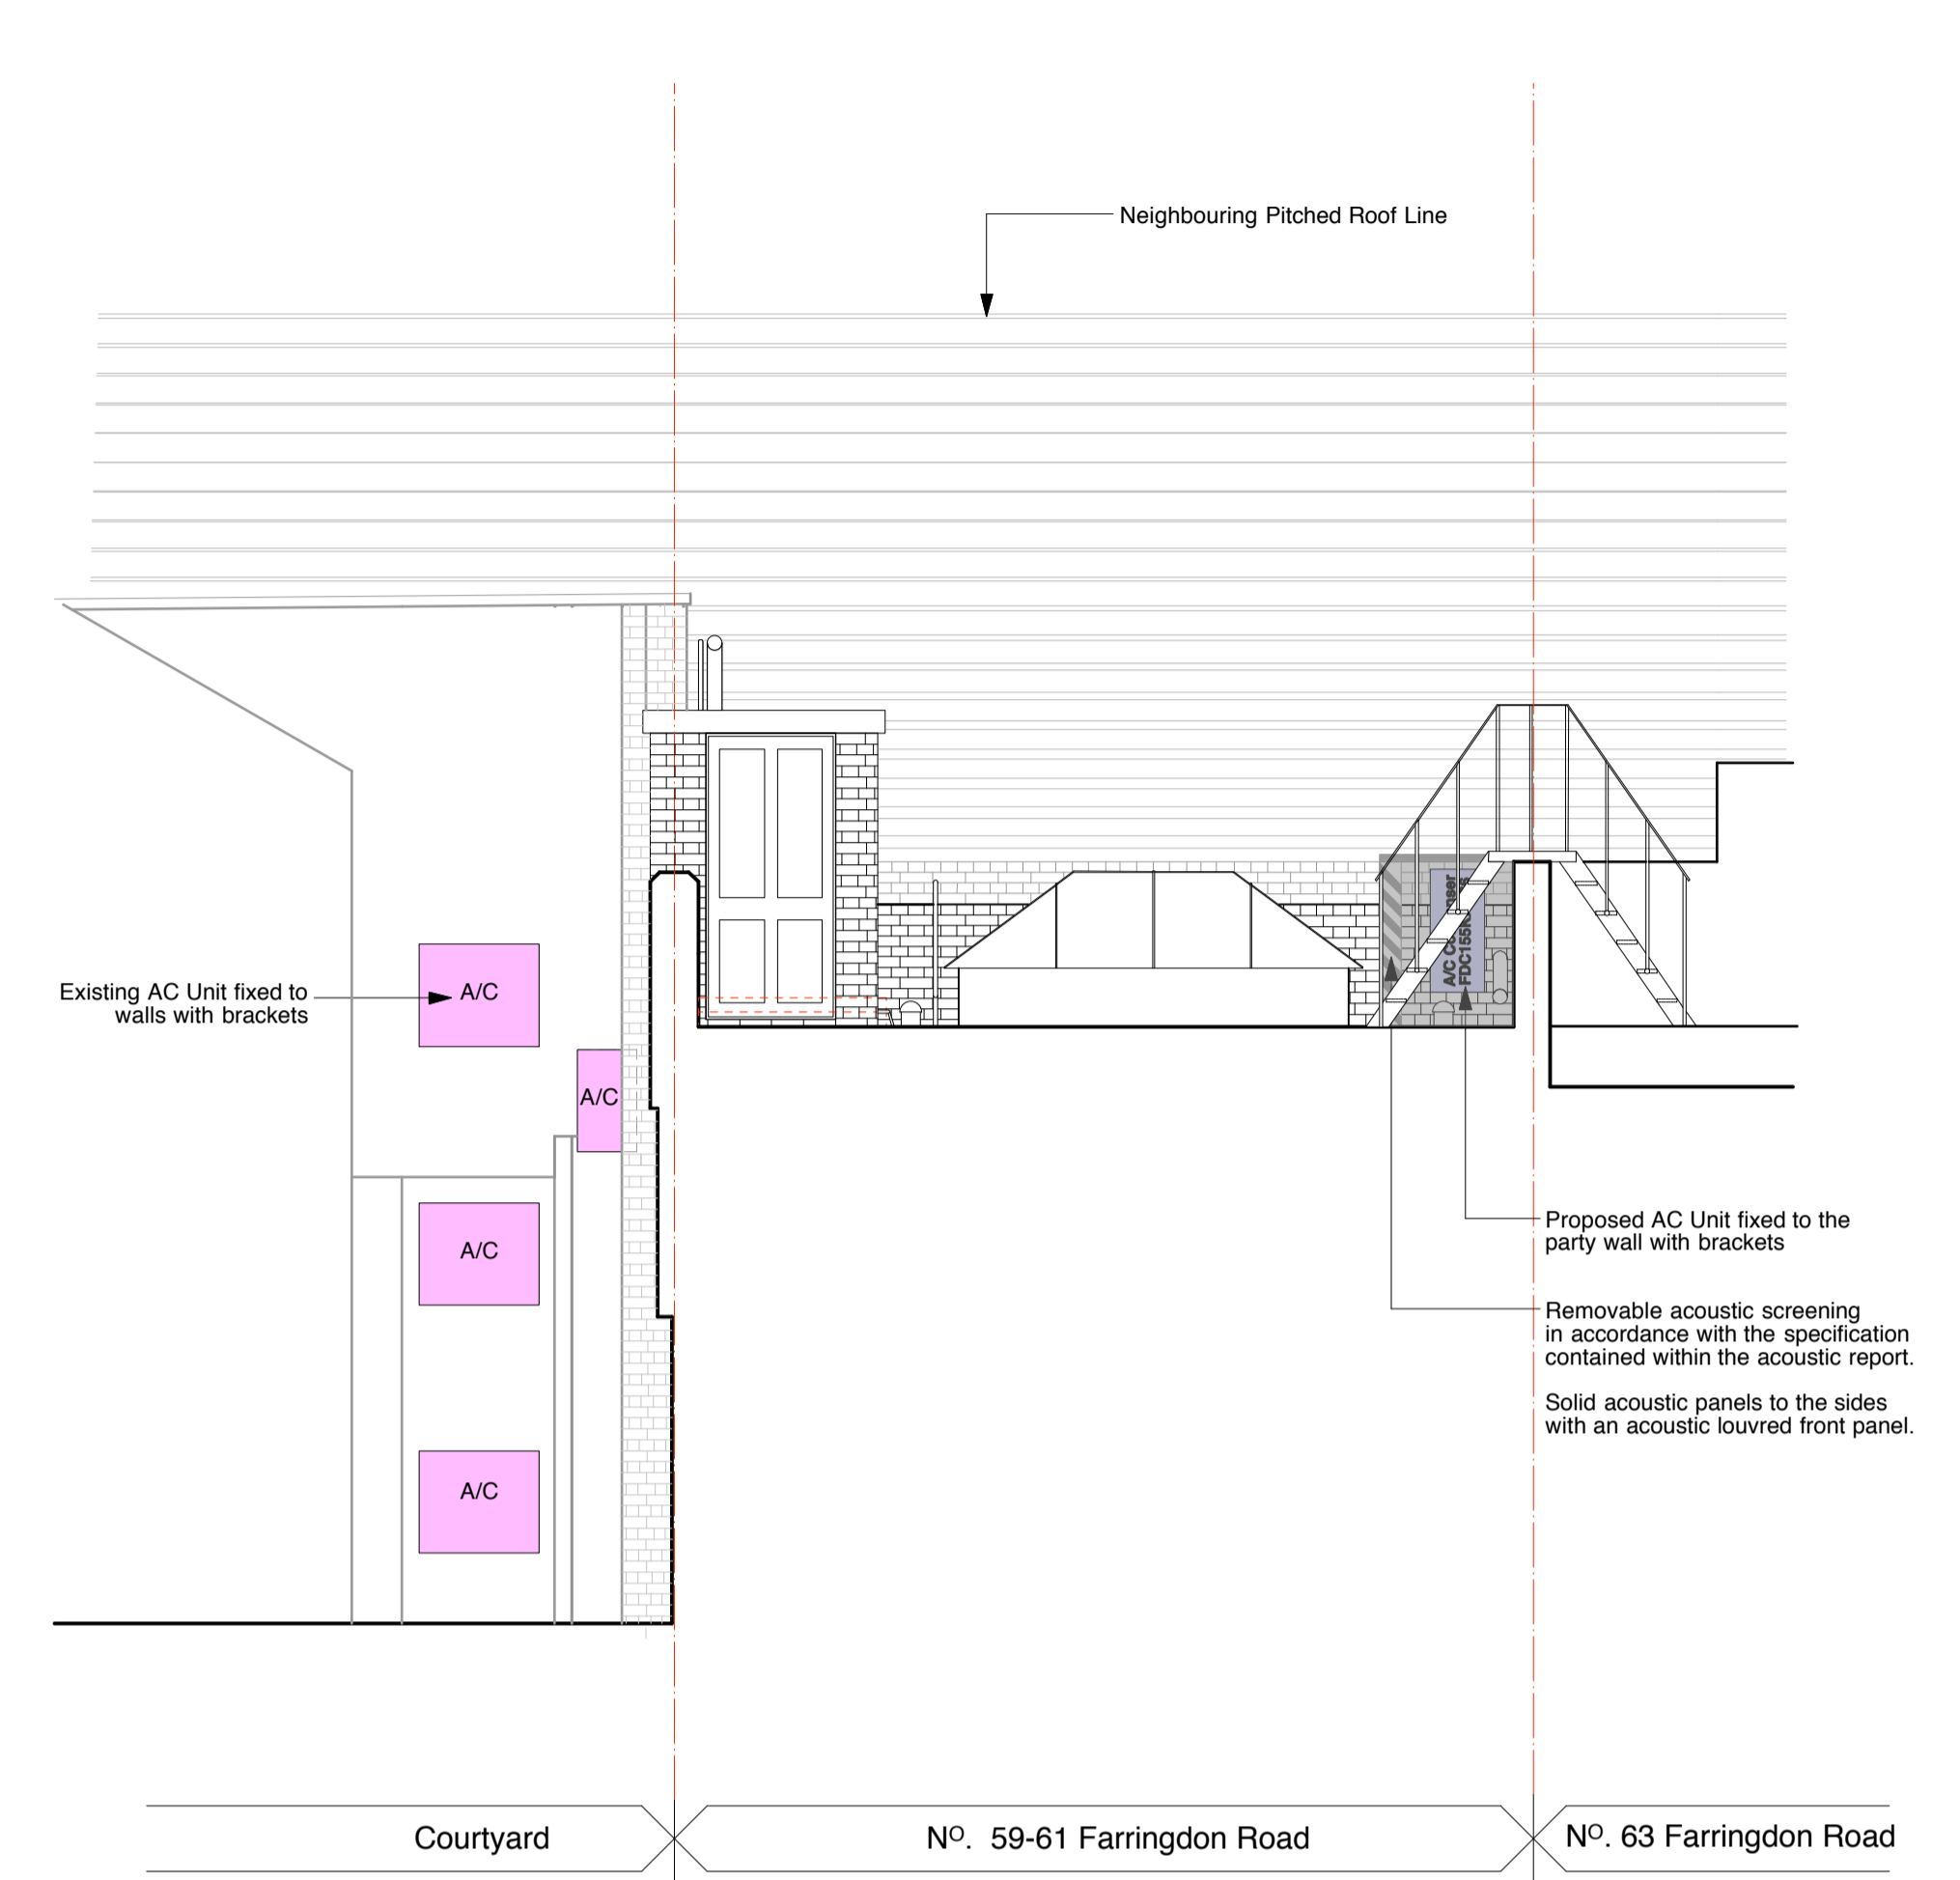 Neighbouring Pitched Roof Line
Existing AC Unit fixed to
walls with brackets
A/C
A/C
A/C
A/C
A/C
FDC155K
Proposed AC Unit fixed to the
party wall with brackets
Removable acoustic screening
in accordance with the specification
contained within the acoustic report.
Solid acoustic panels to the sides
with an acoustic louvred front panel.
Courtyard
Nº. 59-61 Farringdon Road
Nº. 63 Farringdon Road